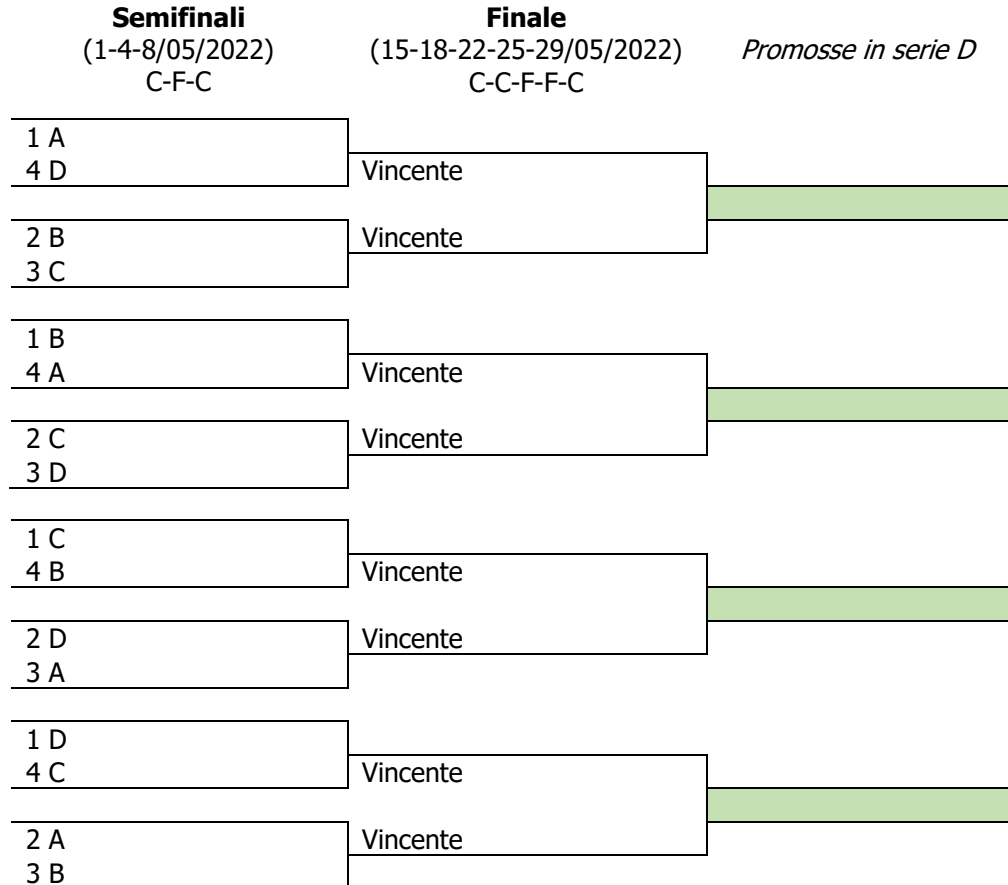 Semifinali
(1-4-8/05/2022)
C-F-C
Finale
(15-18-22-25-29/05/2022)
C-C-F-F-C
Promosse in serie D
1 A
4 D
Vincente
2 B
Vincente
3 C
1 B
4 A
Vincente
2 C
Vincente
3 D
1 C
4 B
Vincente
2 D
Vincente
3 A
1 D
4 C
Vincente
2 A
Vincente
3 B